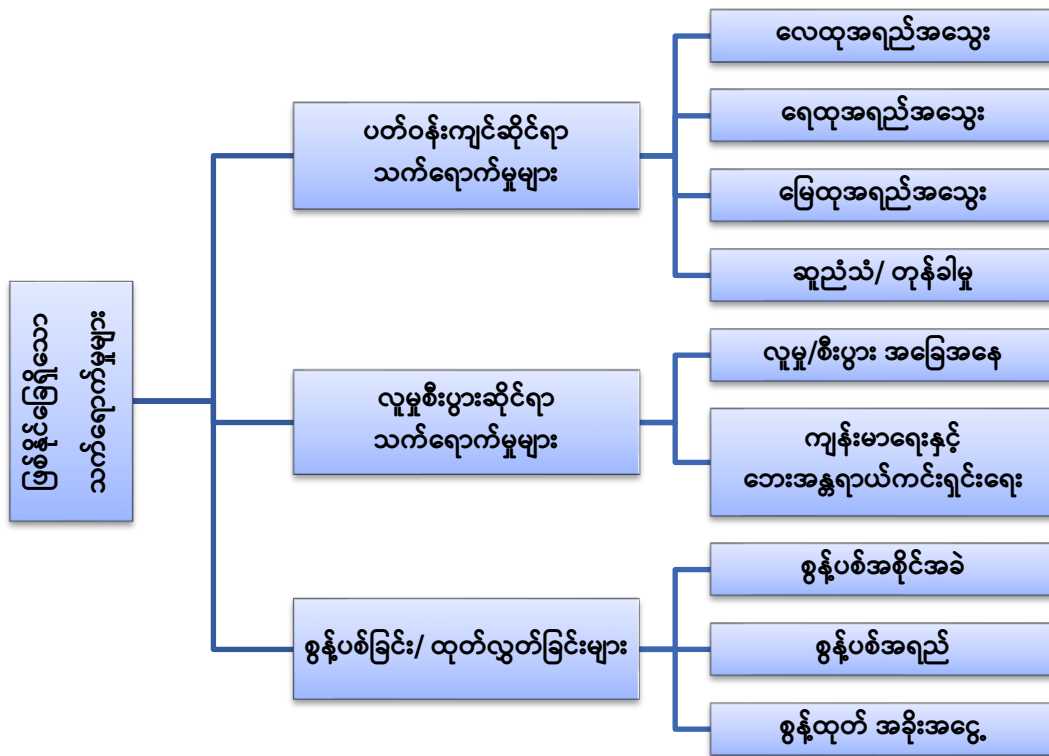 ဖြစ်နိုင်ခြေရှိသော
သက်ရောက်မှုများ
ပတ်ဝန်းကျင်ဆိုင်ရာ
သက်ရောက်မှုများ
လေထုအရည်အသွေး
ရေထုအရည်အသွေး
မြေထုအရည်အသွေး
ဆူညံသံ/ တုန်ခါမှု
လူမှုစီးပွားဆိုင်ရာ
သက်ရောက်မှုများ
လူမှု/စီးပွား အခြေအနေ
ကျန်းမာရေးနှင့်
ဘေးအန္တရာယ်ကင်းရှင်းရေး
စွန့်ပစ်ခြင်း/ ထုတ်လွှတ်ခြင်းများ
စွန့်ပစ်အစိုင်အခဲ
စွန့်ပစ်အရည်
စွန့်ထုတ် အခိုးအငွေ့